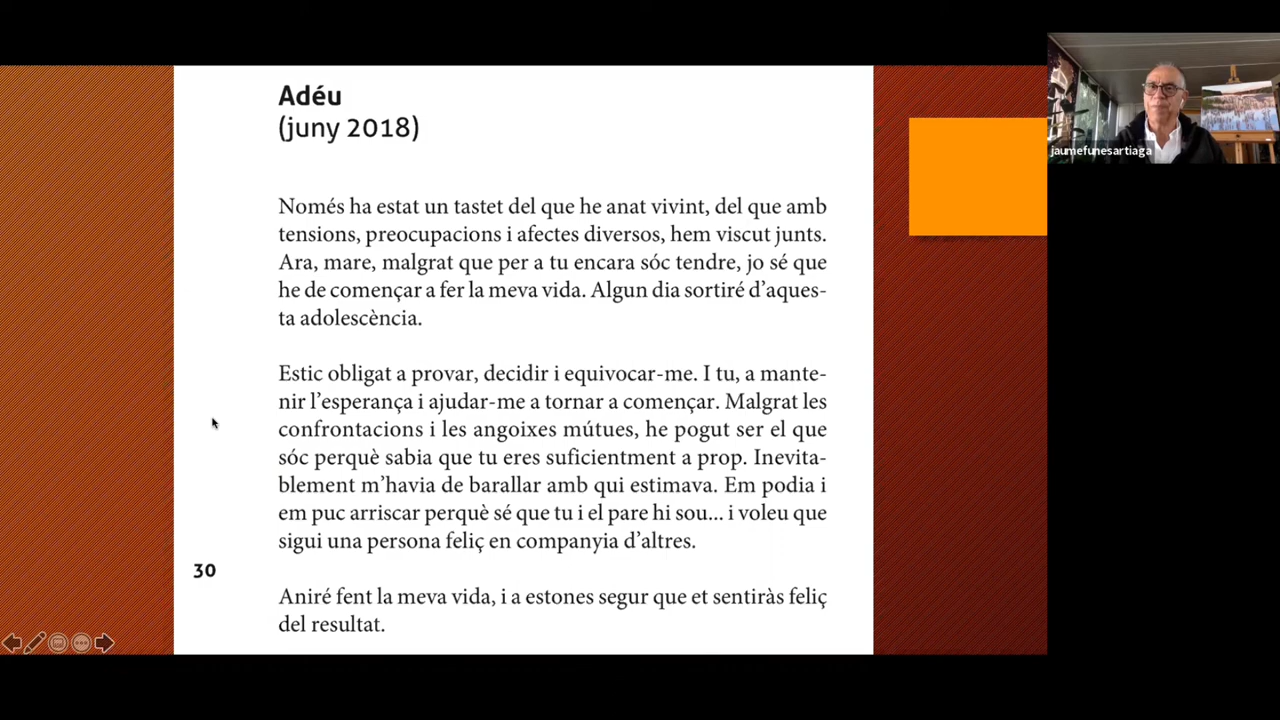 Adéu
(juny 2018)
Només ha estat un tastet del que he anat vivint, del que amb
tensions, preocupacions i afectes diversos, hem viscut junts.
Ara, mare, malgrat que per a tu encara sóc tendre, jo sé que
he de començar a fer la meva vida. Algun dia sortiré d’aques-
ta adolescència.
Estic obligat a provar, decidir i equivocar-me. I tu, a mante-
nir l’esperança i ajudar-me a tornar a començar. Malgrat les
confrontacions i les angoixes mútues, he pogut ser el que
sóc perquè sabia que tu eres suficientment a prop. Inevita-
blement m’havia de barallar amb qui estimava. Em podia i
em puc arriscar perquè sé que tu i el pare hi sou... i voleu que
sigui una persona feliç en companyia d’altres.
30
Aniré fent la meva vida, i a estones segur que et sentiràs feliç
del resultat.
jaumefunesartiaga